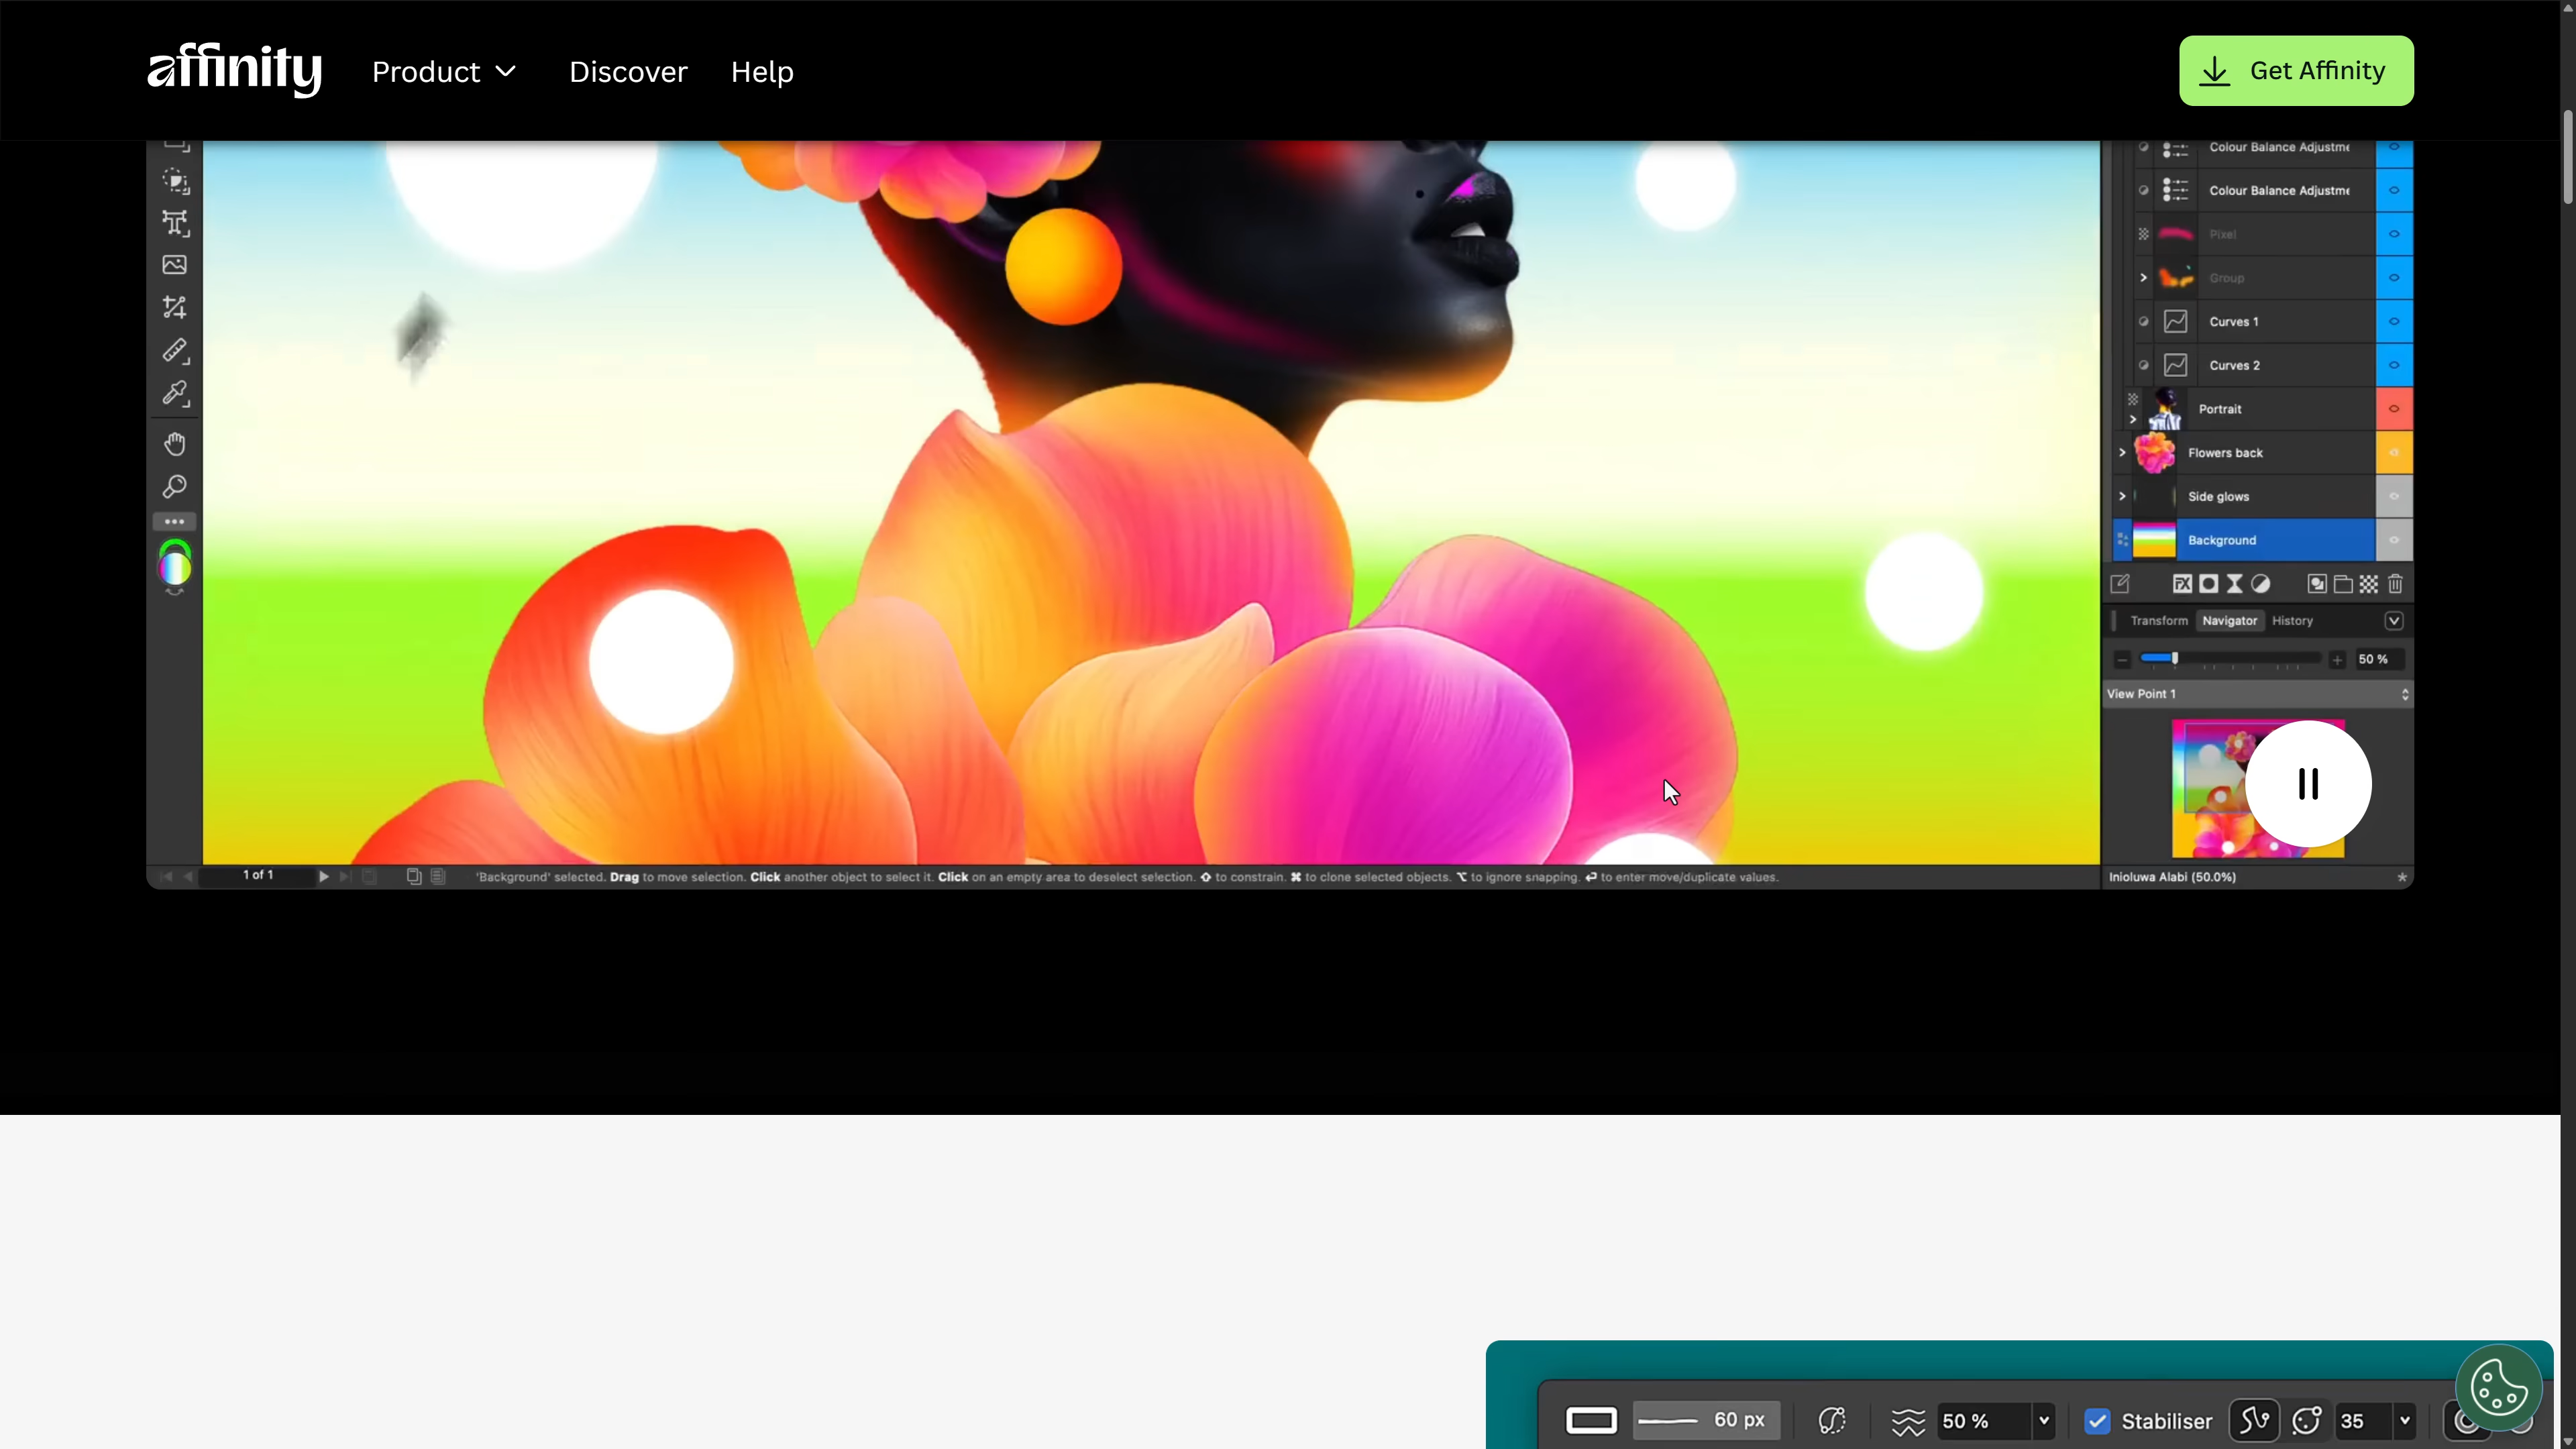 affinity
Product
Discover
Help
Get Affinity
Colour Balance Adjustme
Colour Balance Adjustme
Pixel
Group
Curves 1
Curves 2
Portrait
Flowers back
Side glows
Background
FX
Transform Navigator History
50 %
View Point 1
1 of 1
'Background' selected. Drag to move selection. Click another object to select it. Click on an empty area to deselect selection. ⇧ to constrain. ⌘ to clone selected objects. ⌥ to ignore snapping. ↵ to enter move/duplicate values.
Inioluwa Alabi (50.0%)
60 px
50 %
Stabiliser
35